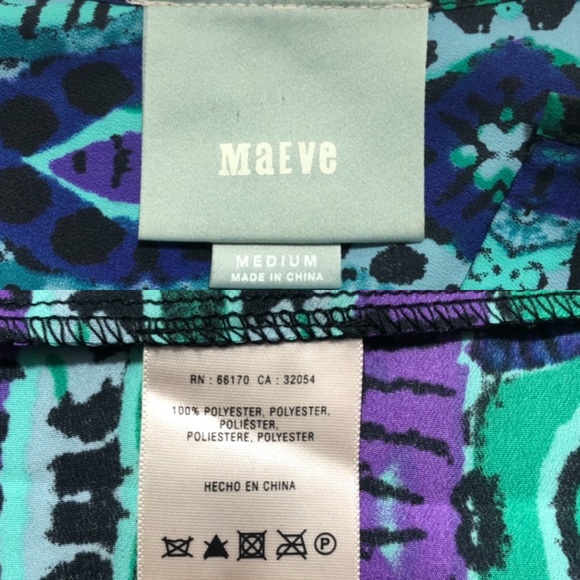 MaEve
MEDIUM
MADE IN CHINA
RN : 66170 CA : 32054
100% POLYESTER, POLYESTER,
POLIÉSTER,
POLIESTERE, POLYESTER
HECHO EN CHINA
P